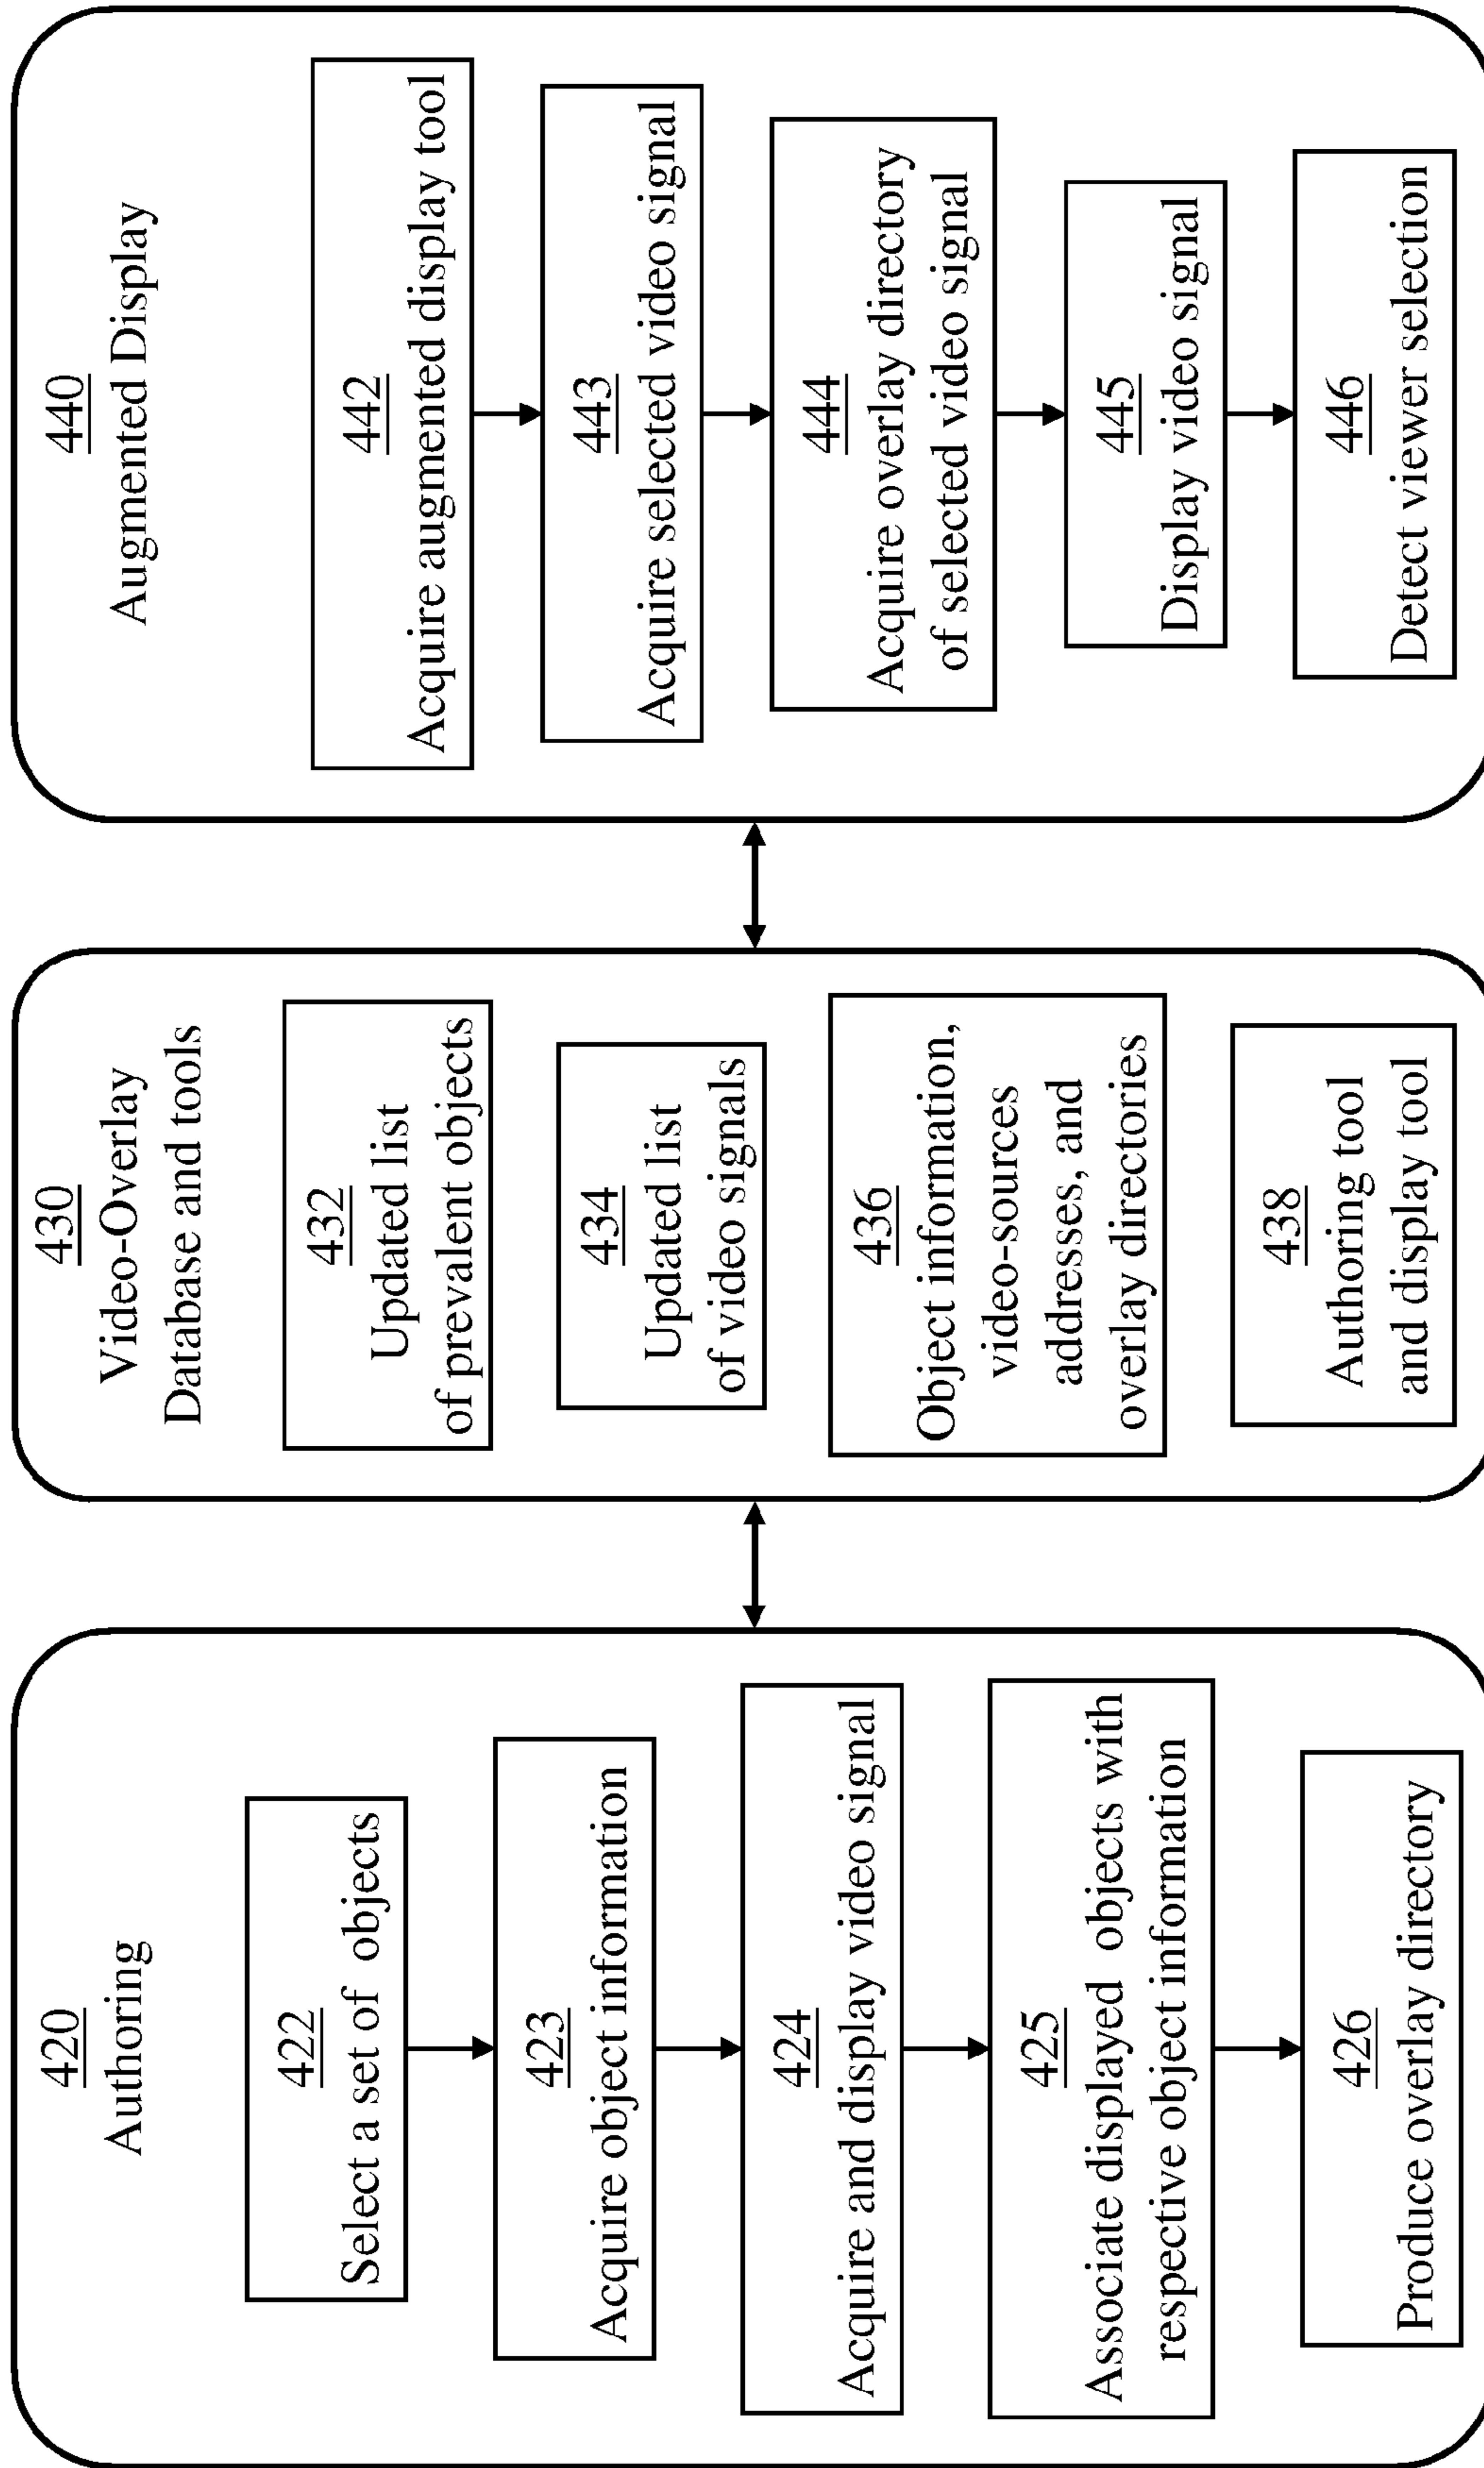 420
Authoring
422
Select a set of objects
423
Acquire object information
424
Acquire and display video signal
425
Associate displayed objects with
respective object information
426
Produce overlay directory
430
Video-Overlay
Database and tools
432
Updated list
of prevalent objects
434
Updated list
of video signals
436
Object information,
video-sources
addresses, and
overlay directories
438
Authoring tool
and display tool
440
Augmented Display
442
Acquire augmented display tool
443
Acquire selected video signal
444
Acquire overlay directory
of selected video signal
445
Display video signal
446
Detect viewer selection